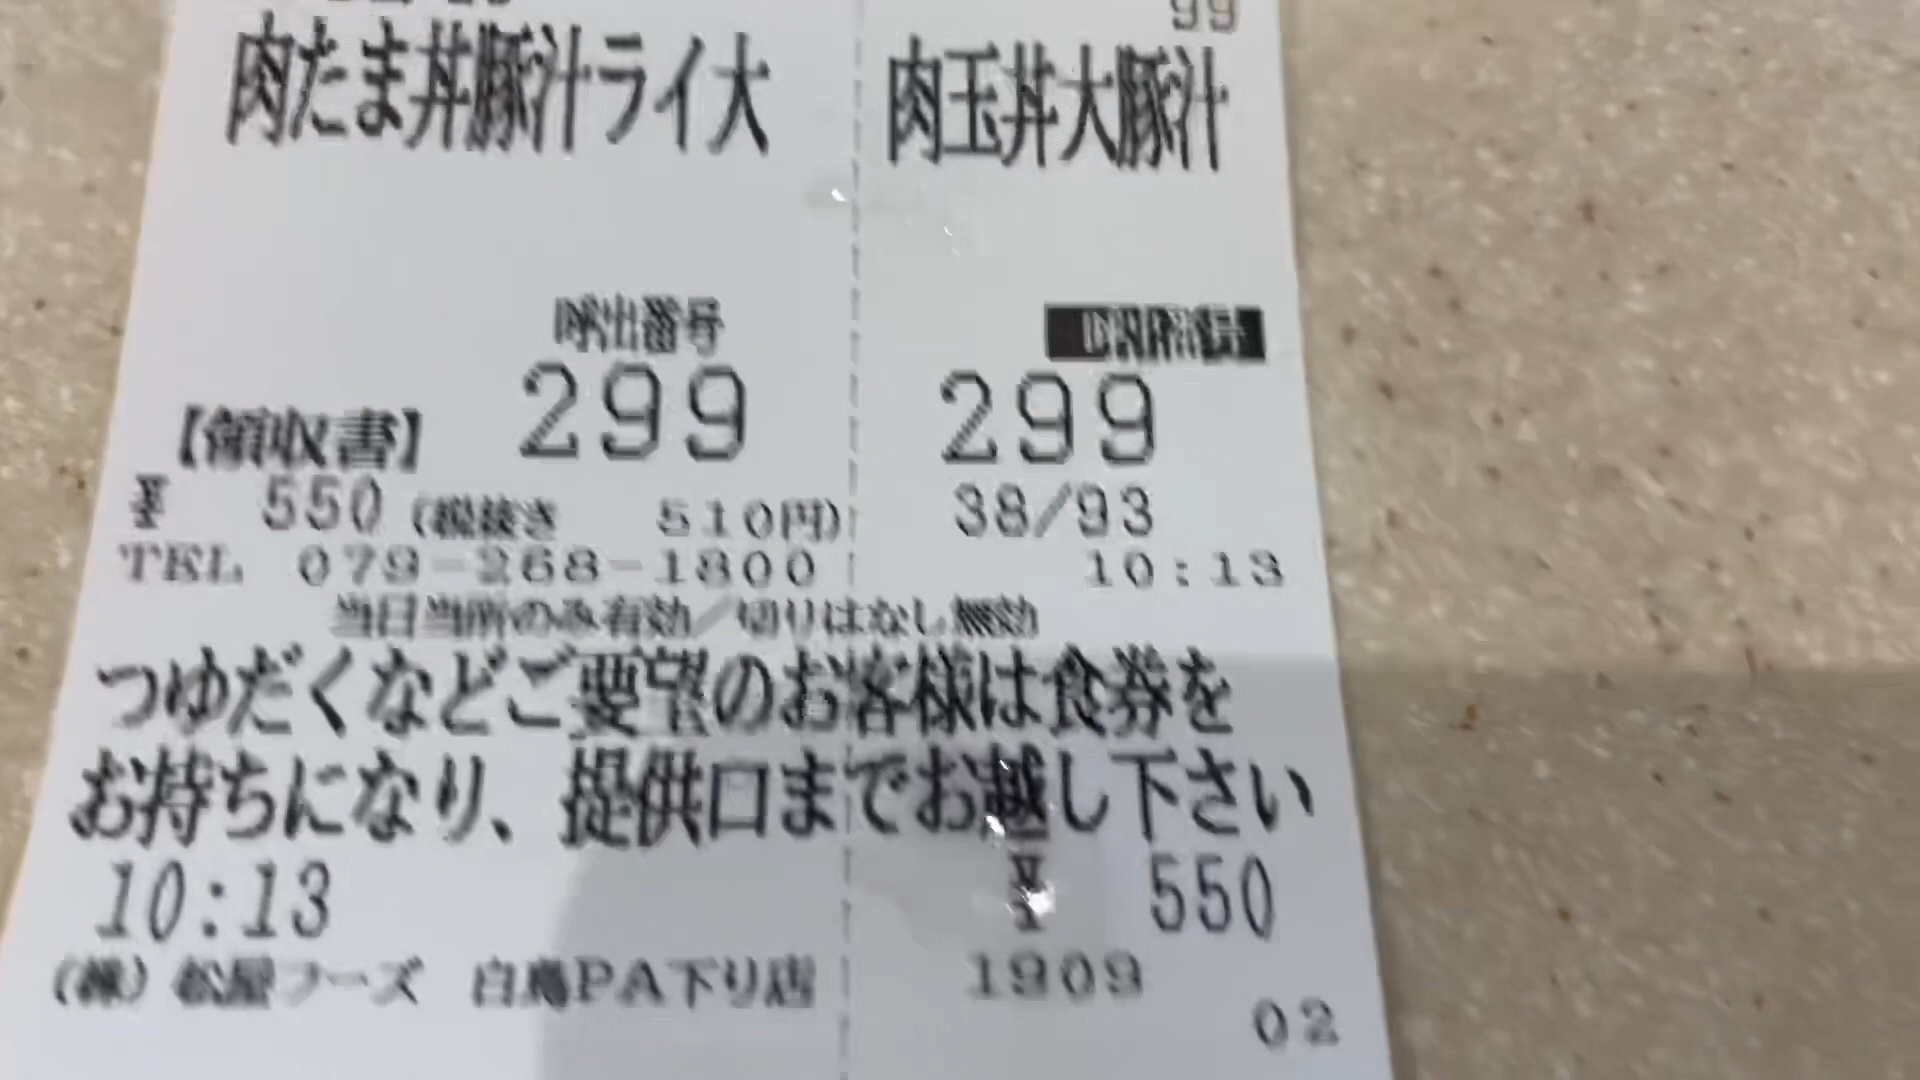 99
肉たま丼豚汁ライ大
肉玉丼大豚汁
呼出番号
299
299
【領収書】
¥ 550 (税抜き 510円)
38/93
TEL 079-268-1800
10:13
当日当所のみ有効/切りはなし無効
つゆだくなどご要望のお客様は食券を
お持ちになり、提供口までお越し下さい
10:13
¥ 550
(株) 松屋フーズ 白鳥PA下り店
1909
02